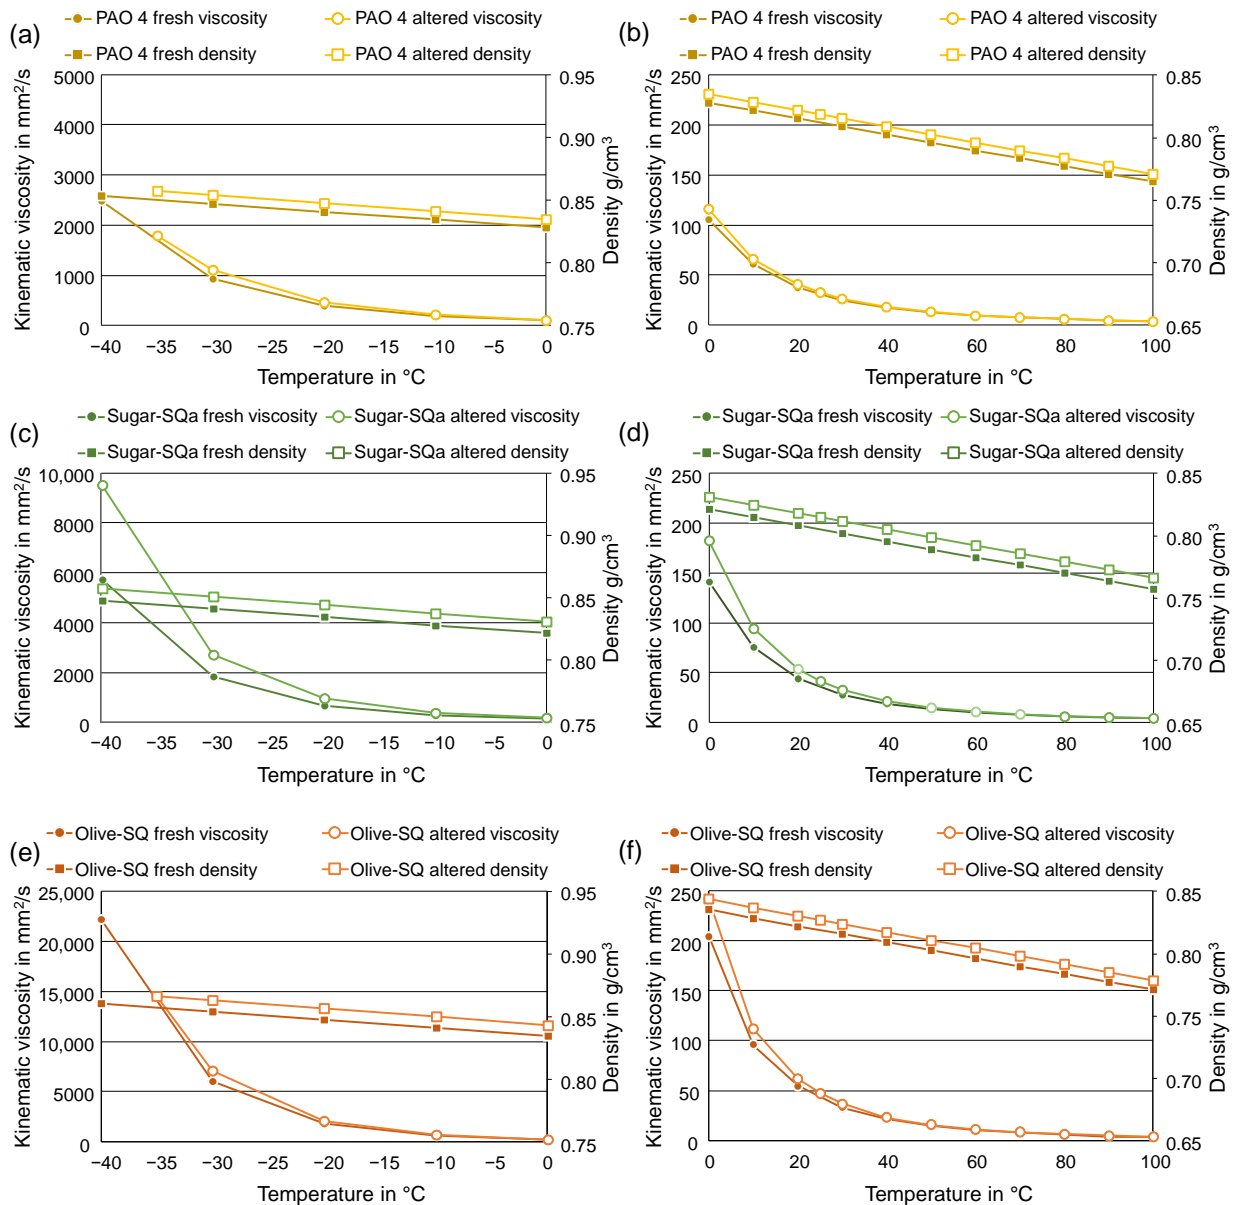 (a)
PAO 4 fresh viscosity
PAO 4 altered viscosity
PAO 4 fresh density
PAO 4 altered density
Kinematic viscosity in mm²/s
5000
4000
3000
2000
1000
0
0.95
0.90
0.85
0.80
0.75
Density g/cm³
−40 −35 −30 −25 −20 −15 −10 −5 0
Temperature in °C
(b)
PAO 4 fresh viscosity
PAO 4 altered viscosity
PAO 4 fresh density
PAO 4 altered density
Kinematic viscosity in mm²/s
250
200
150
100
50
0
0.85
0.80
0.75
0.70
0.65
Density in g/cm³
0 20 40 60 80 100
Temperature in °C
(c)
Sugar-SQa fresh viscosity
Sugar-SQa altered viscosity
Sugar-SQa fresh density
Sugar-SQa altered density
Kinematic viscosity in mm²/s
10,000
8000
6000
4000
2000
0
0.95
0.90
0.85
0.80
0.75
Density g/cm³
−40 −35 −30 −25 −20 −15 −10 −5 0
Temperature in °C
(d)
Sugar-SQa fresh viscosity
Sugar-SQa altered viscosity
Sugar-SQa fresh density
Sugar-SQa altered density
Kinematic viscosity in mm²/s
250
200
150
100
50
0
0.85
0.80
0.75
0.70
0.65
Density in g/cm³
0 20 40 60 80 100
Temperature in °C
(e)
Olive-SQ fresh viscosity
Olive-SQ altered viscosity
Olive-SQ fresh density
Olive-SQ altered density
Kinematic viscosity in mm²/s
25,000
20,000
15,000
10,000
5000
0
0.95
0.90
0.85
0.80
0.75
Density g/cm³
−40 −35 −30 −25 −20 −15 −10 −5 0
Temperature in °C
(f)
Olive-SQ fresh viscosity
Olive-SQ altered viscosity
Olive-SQ fresh density
Olive-SQ altered density
Kinematic viscosity in mm²/s
250
200
150
100
50
0
0.85
0.80
0.75
0.70
0.65
Density in g/cm³
0 20 40 60 80 100
Temperature in °C